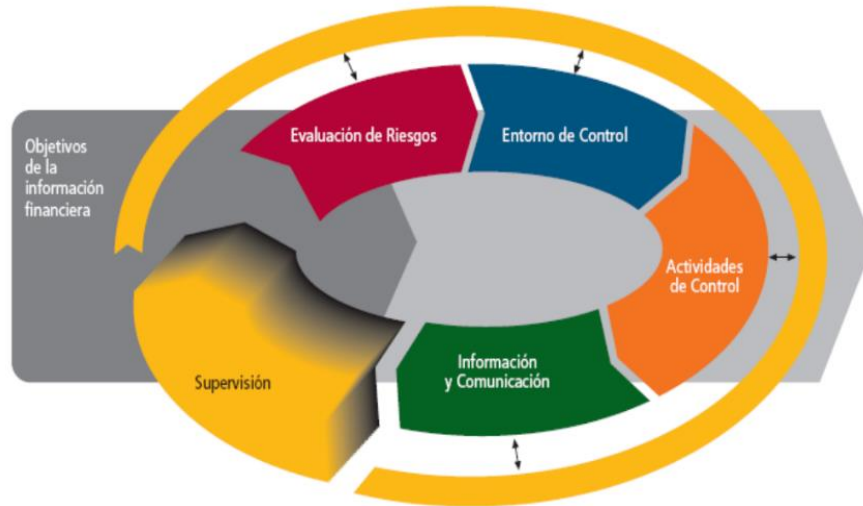 Objetivos
de la
información
financiera
Evaluación de Riesgos
Entorno de Control
Actividades
de Control
Información
y Comunicación
Supervisión